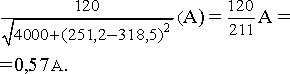 120/√(4000+(251,2−318,5)²) (A) = 120/211 A =
=0,57 A.